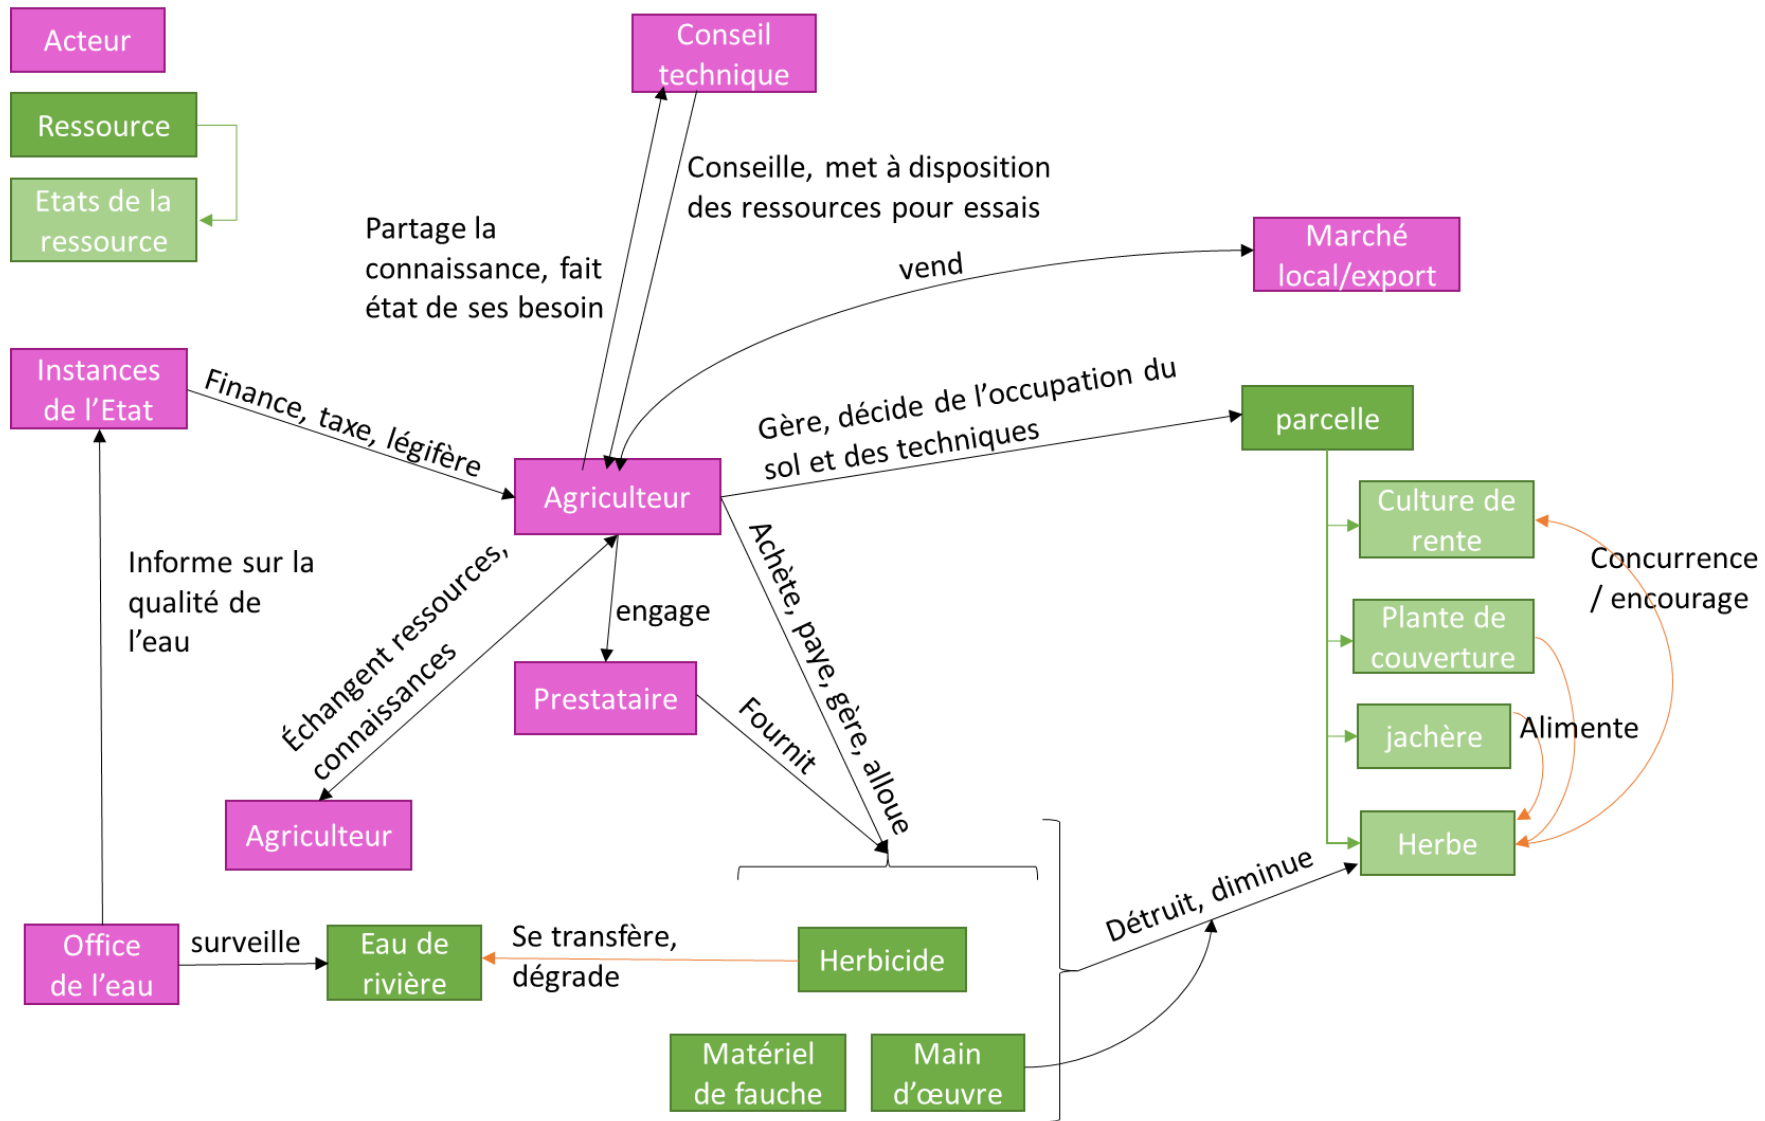 Acteur
Ressource
Etats de la
ressource
Conseil
technique
Conseille, met à disposition
des ressources pour essais
Partage la
connaissance, fait
état de ses besoin
vend
Marché
local/export
Instances
de l’Etat
Finance, taxe, légifère
Gère, décide de l’occupation du
sol et des techniques
parcelle
Agriculteur
Culture de
rente
Concurrence
/ encourage
Informe sur la
qualité de
l’eau
Échangent ressources,
connaissances
engage
Achète, paye, gère, alloue
Plante de
couverture
Prestataire
Fournit
jachère
Alimente
Agriculteur
Herbe
Détruit, diminue
Office
de l’eau
surveille
Eau de
rivière
Se transfère,
dégrade
Herbicide
Matériel
de fauche
Main
d’œuvre